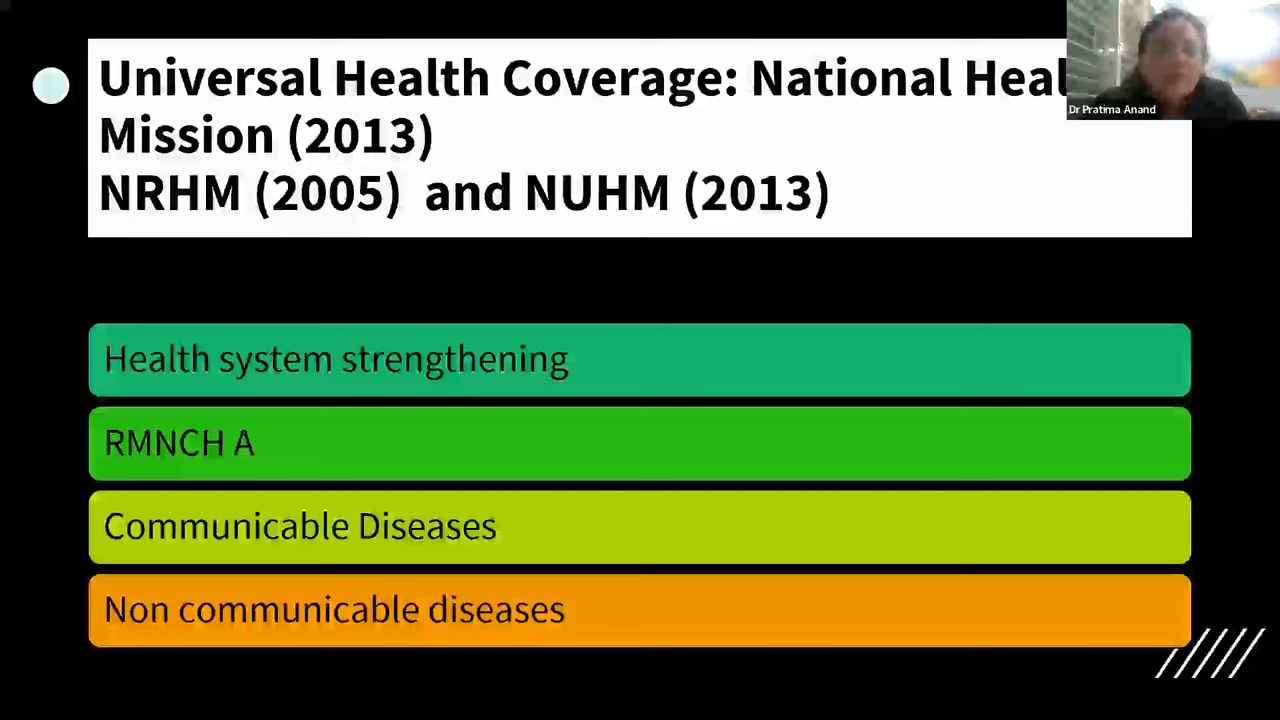 Universal Health Coverage: National Heal
Mission (2013)
NRHM (2005) and NUHM (2013)
Dr Pratima Anand
Health system strengthening
RMNCH A
Communicable Diseases
Non communicable diseases